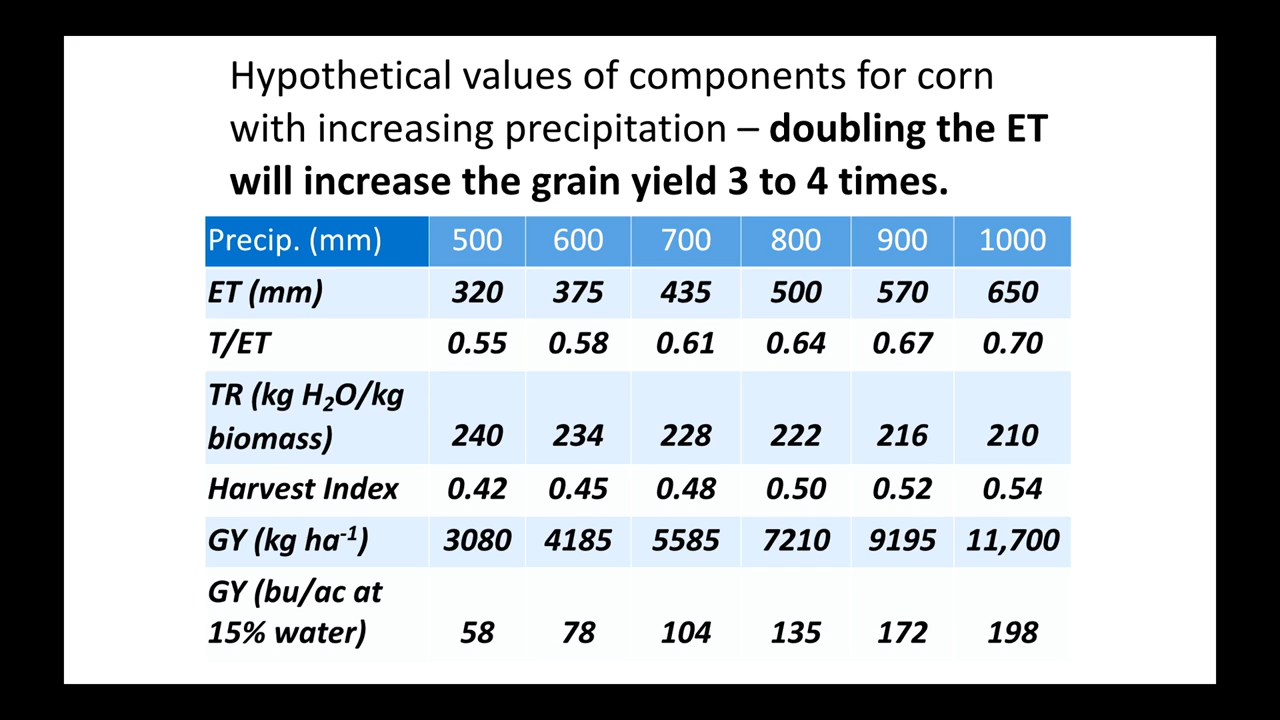 Hypothetical values of components for corn
with increasing precipitation – doubling the ET
will increase the grain yield 3 to 4 times.
Precip. (mm) 500 600 700 800 900 1000
ET (mm) 320 375 435 500 570 650
T/ET 0.55 0.58 0.61 0.64 0.67 0.70
TR (kg H₂O/kg
biomass) 240 234 228 222 216 210
Harvest Index 0.42 0.45 0.48 0.50 0.52 0.54
GY (kg ha⁻¹) 3080 4185 5585 7210 9195 11,700
GY (bu/ac at
15% water) 58 78 104 135 172 198